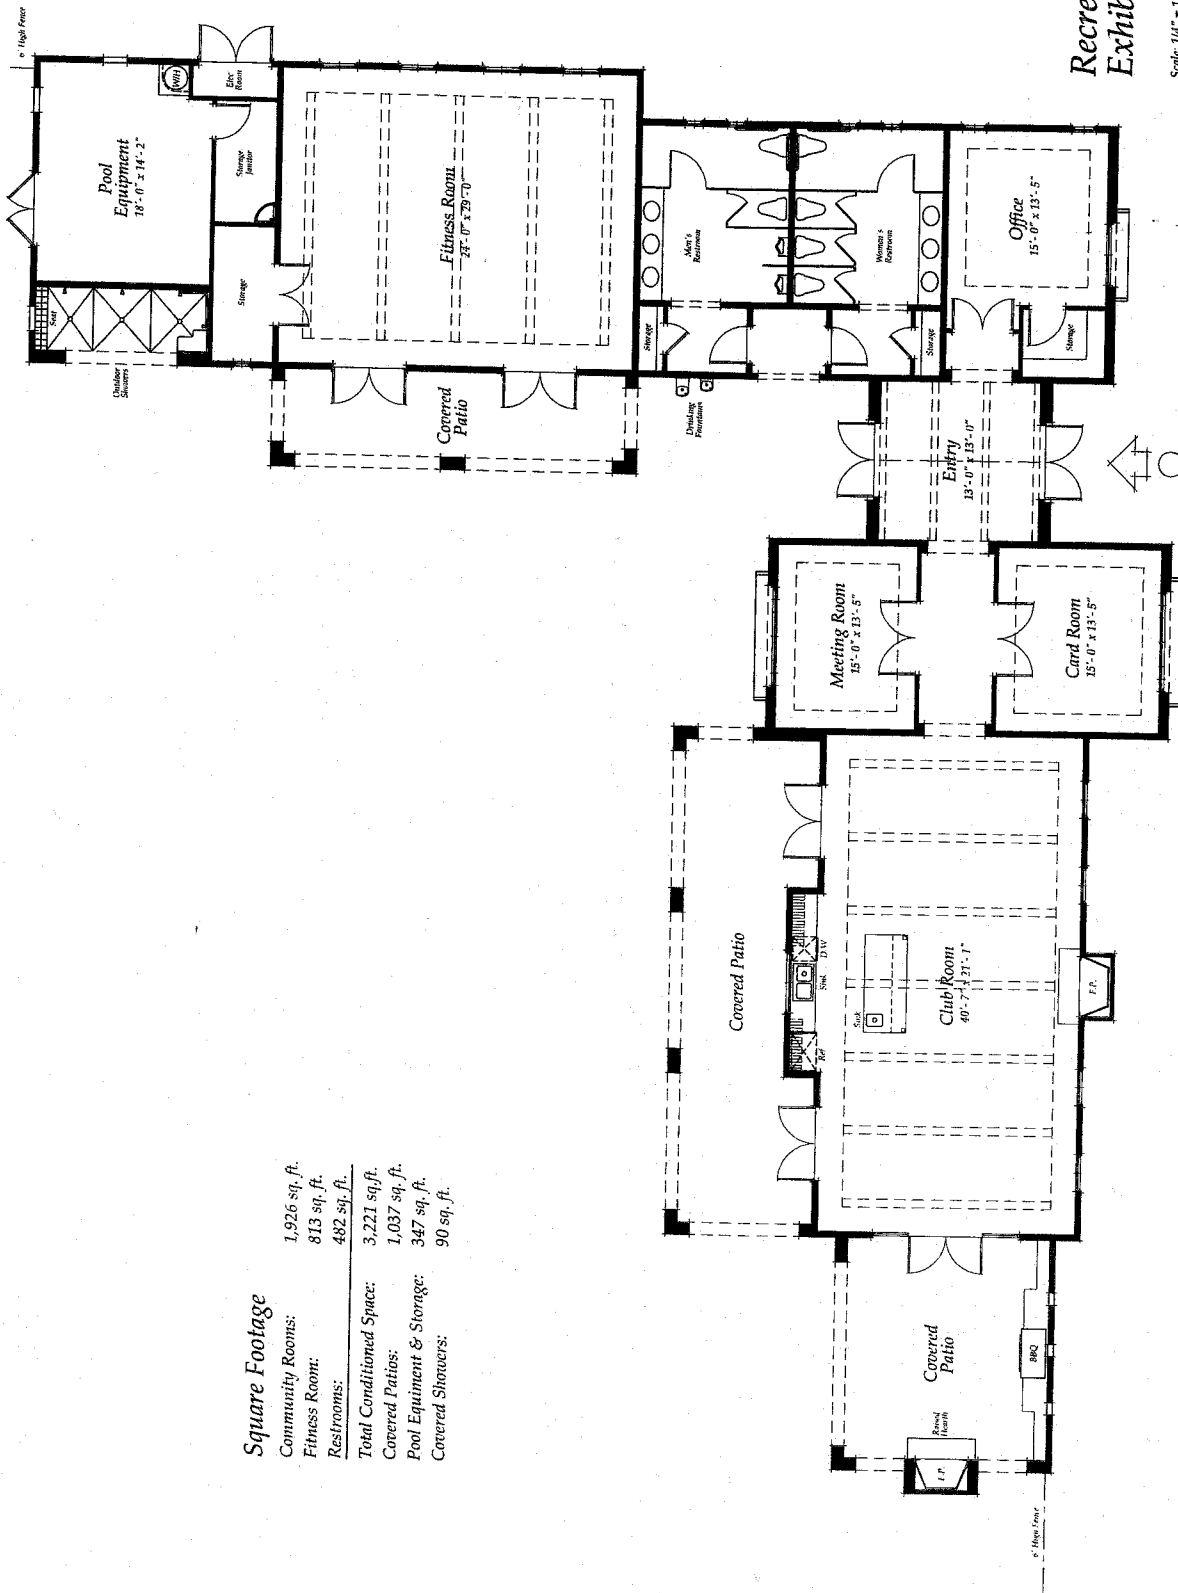 Square Footage
Community Rooms: 1,926 sq. ft.
Fitness Room: 813 sq. ft.
Restrooms: 482 sq. ft.
Total Conditioned Space: 3,221 sq.ft.
Covered Patios: 1,037 sq. ft.
Pool Equiment & Storage: 347 sq. ft.
Covered Showers: 90 sq. ft.
6' High Fence
F.P.
Raised
Hearth
Covered
Patio
BBQ
Covered Patio
Ref
Sink
D.W
Sink
Club Room
40'- 7" x 21'- 1"
F.P.
Meeting Room
15'- 0" x 13'- 5"
Card Room
15'- 0" x 13'- 5"
Entry
13'- 0" x 13'- 0"
Outdoor
Showers
Seat
Pool
Equipment
18'- 0" x 14'- 2"
W/H
Elec
Room
Storage
Janitor
Storage
6' High Fence
Covered
Patio
Fitness Room
24'- 0" x 29'- 0"
Drinking
Fountains
Storage
Men's
Restroom
Women's
Restroom
Storage
Office
15'- 0" x 13'- 5"
Storage
Recre
Exhib
Scale: 1/4" = 1